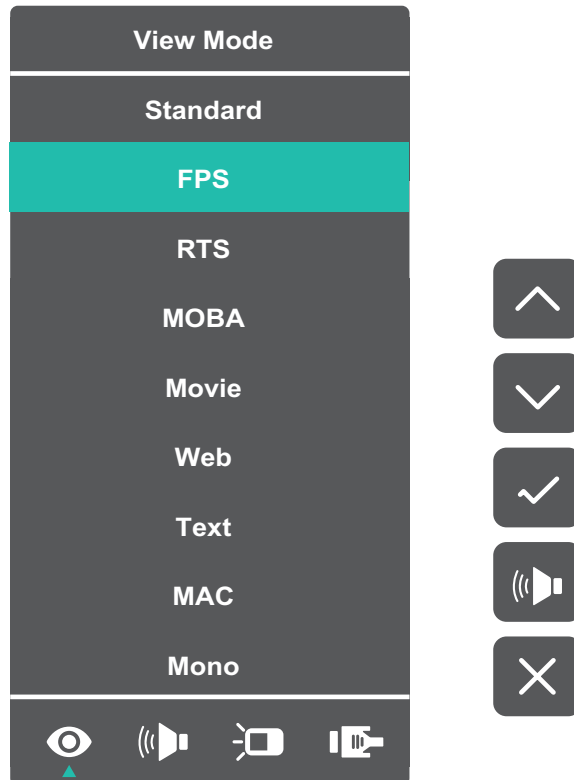 View Mode
Standard
FPS
RTS
MOBA
Movie
Web
Text
MAC
Mono